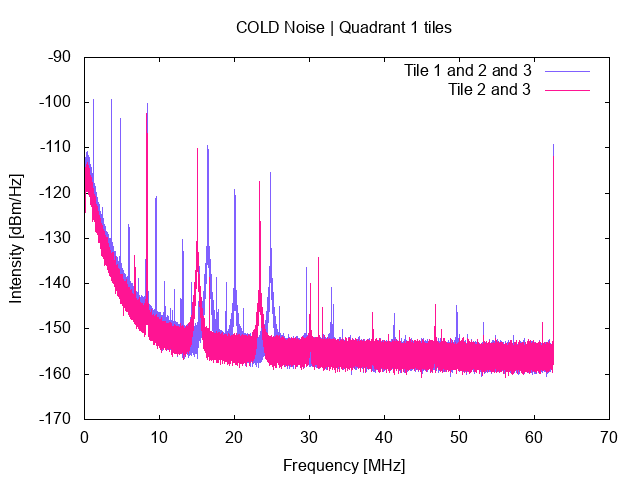 COLD Noise | Quadrant 1 tiles
Tile 1 and 2 and 3
Tile 2 and 3
Intensity [dBm/Hz]
-90
-100
-110
-120
-130
-140
-150
-160
-170
0 10 20 30 40 50 60 70
Frequency [MHz]